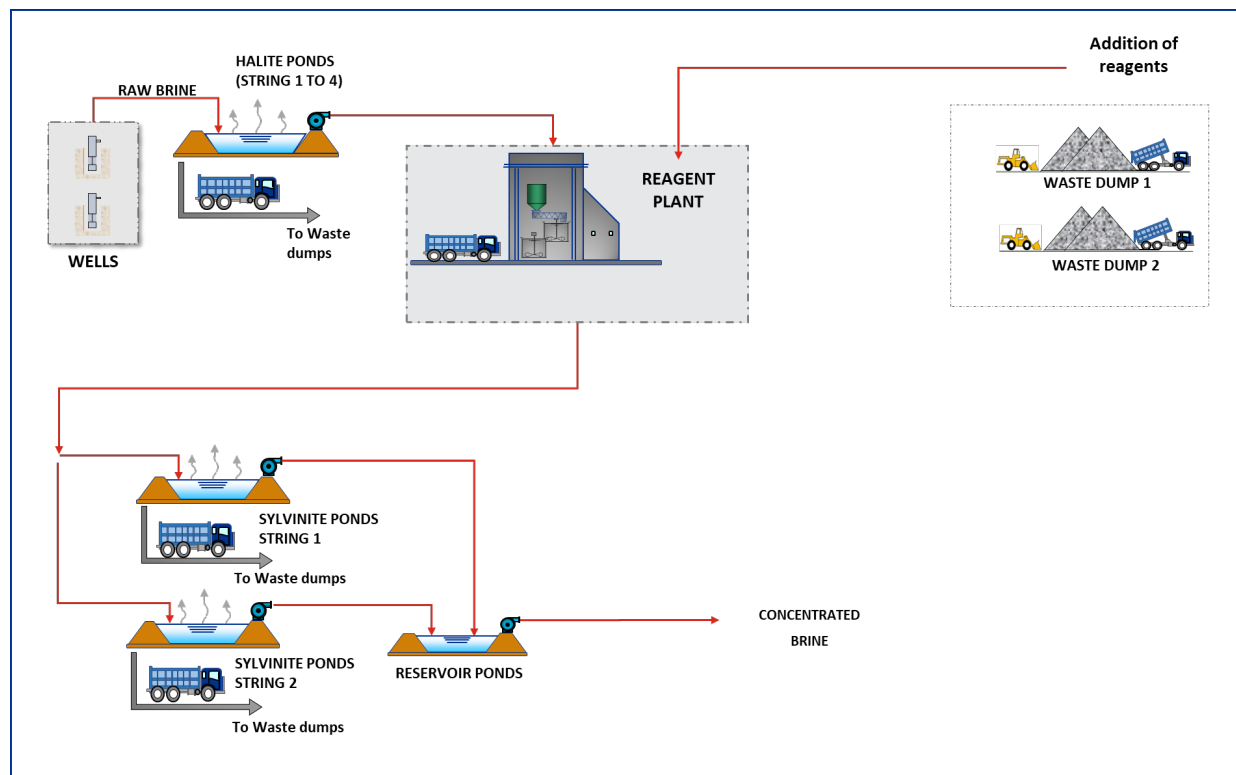 HALITE PONDS
(STRING 1 TO 4)
RAW BRINE
To Waste
dumps
WELLS
REAGENT
PLANT
Addition of
reagents
WASTE DUMP 1
WASTE DUMP 2
SYLVINITE PONDS
STRING 1
To Waste dumps
SYLVINITE PONDS
STRING 2
To Waste dumps
RESERVOIR PONDS
CONCENTRATED
BRINE